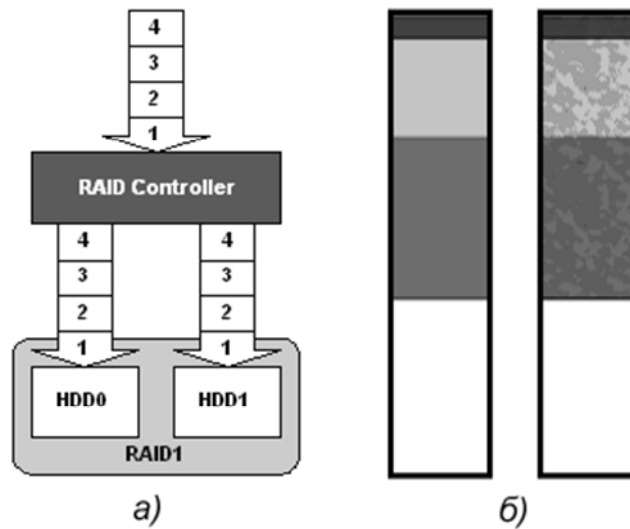 4
3
2
1
RAID Controller
4 4
3 3
2 2
1 1
HDD0 HDD1
RAID1
а) б)